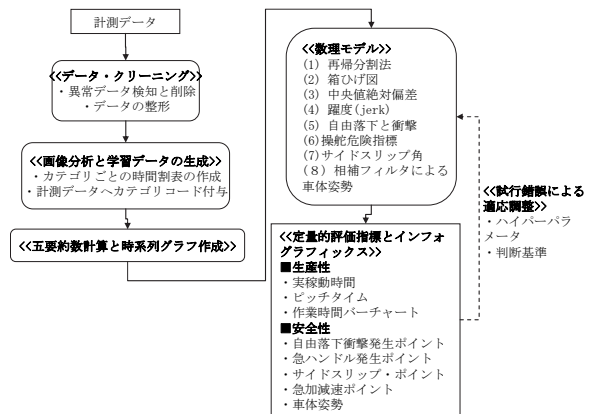 計測データ
<<データ・クリーニング>>
・異常データ検知と削除
・データの整形
<<画像分析と学習データの生成>>
・カテゴリごとの時間割表の作成
・計測データへカテゴリコード付与
<<五要約数計算と時系列グラフ作成>>
<<数理モデル>>
(1) 再帰分割法
(2) 箱ひげ図
(3) 中央値絶対偏差
(4) 躍度(jerk)
(5) 自由落下と衝撃
(6)操舵危険指標
(7)サイドスリップ角
(８) 相補フィルタによる
車体姿勢
<<定量的評価指標とインフォ
グラフィックス>>
■生産性
・実稼動時間
・ピッチタイム
・作業時間バーチャート
■安全性
・自由落下衝撃発生ポイント
・急ハンドル発生ポイント
・サイドスリップ・ポイント
・急加減速ポイント
・車体姿勢
<<試行錯誤による
適応調整>>
・ハイパーパラ
メータ
・判断基準